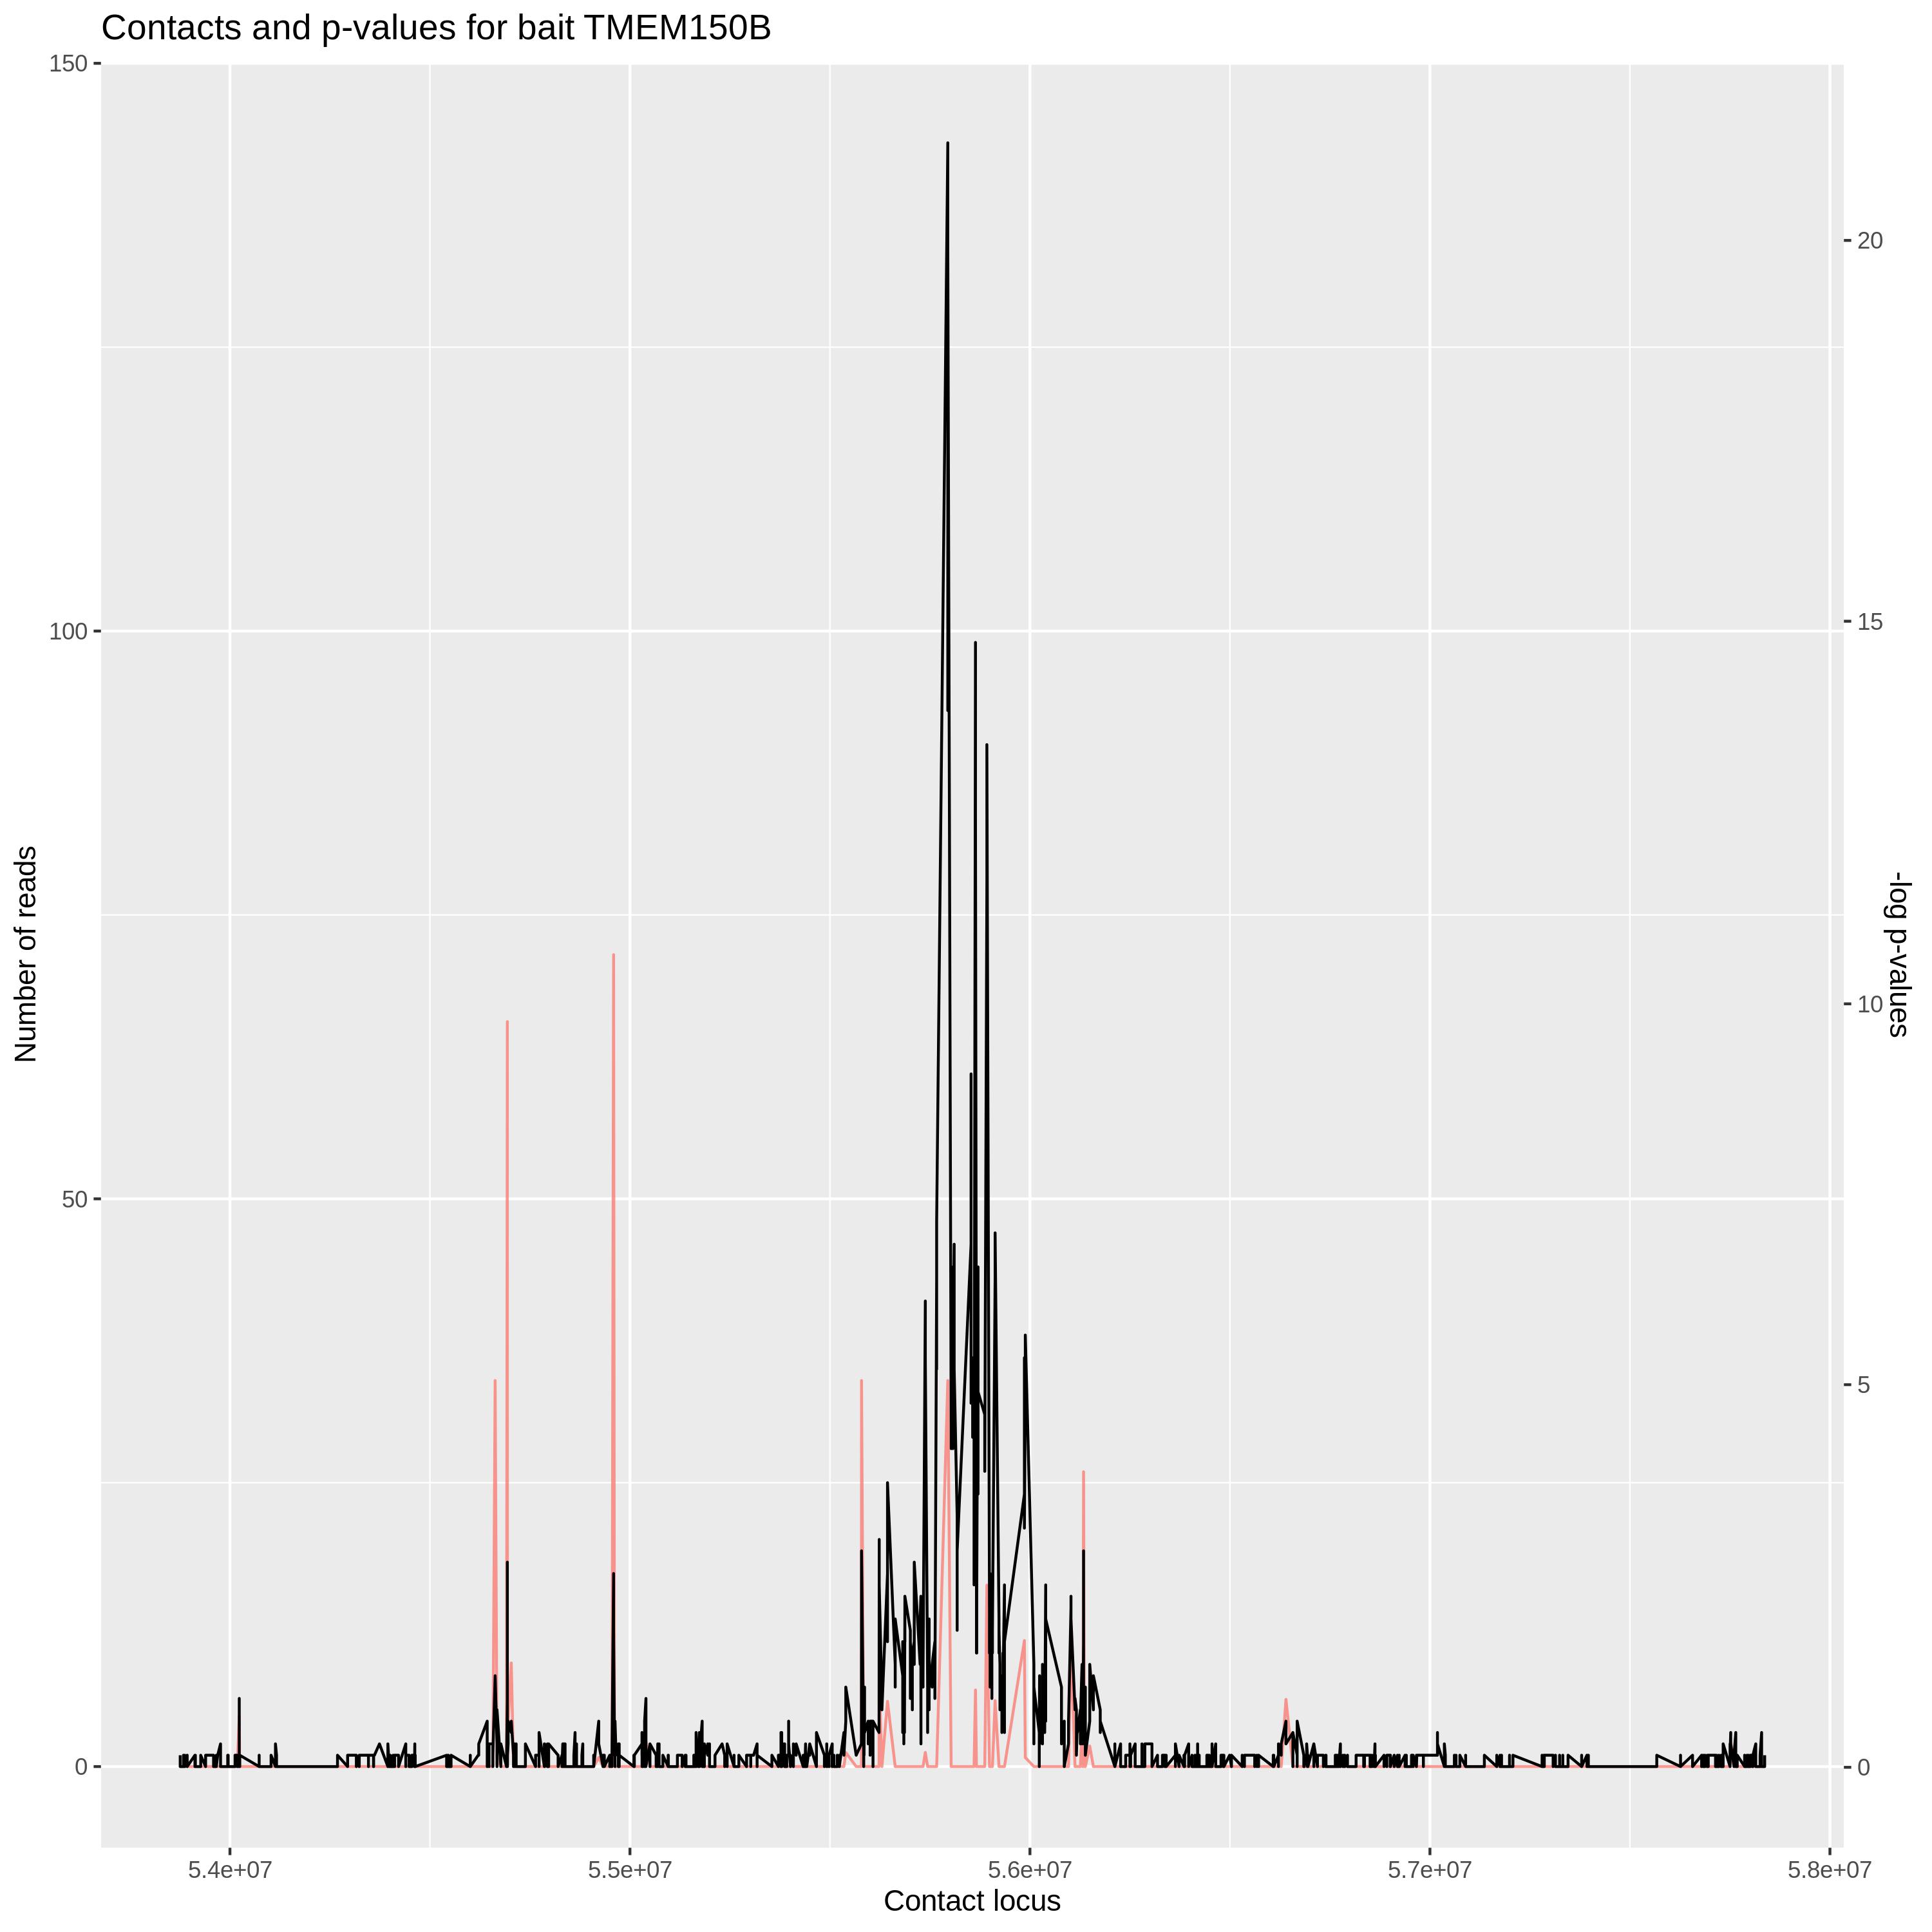 Contacts and p-values for bait TMEM150B
150
100
50
0
Number of reads
20
15
10
5
0
-log p-values
5.4e+07 5.5e+07 5.6e+07 5.7e+07 5.8e+07
Contact locus